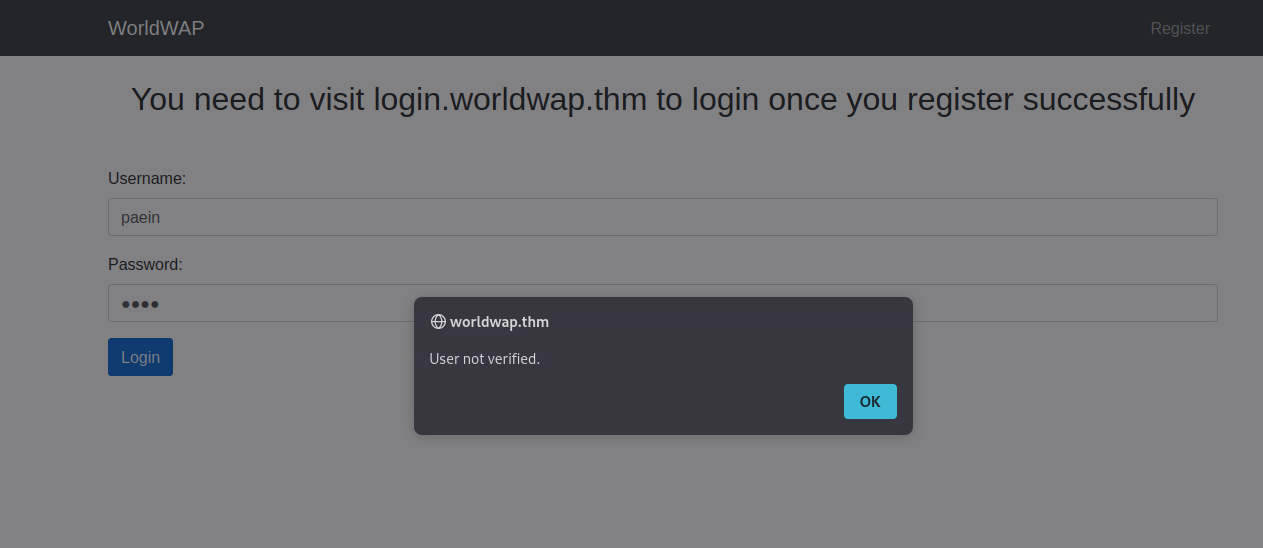 WorldWAP
Register
You need to visit login.worldwap.thm to login once you register successfully
Username:
paein
Password:
●●●●
worldwap.thm
User not verified.
OK
Login